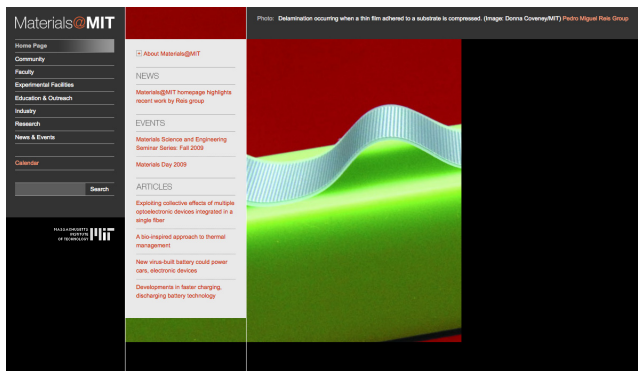 Materials@MIT
Photo: Delamination occurring when a thin film adhered to a substrate is compressed. (Image: Donna Coveney/MIT) Pedro Miguel Reis Group
Home Page
Community
Faculty
Experimental Facilities
Education & Outreach
Industry
Research
News & Events
Calendar
Search
MASSACHUSETTS
INSTITUTE
OF TECHNOLOGY
About Materials@MIT
NEWS
Materials@MIT homepage highlights
recent work by Reis group
EVENTS
Materials Science and Engineering
Seminar Series: Fall 2009
Materials Day 2009
ARTICLES
Exploiting collective effects of multiple
optoelectronic devices integrated in a
single fiber
A bio-inspired approach to thermal
management
New virus-built battery could power
cars, electronic devices
Developments in faster charging,
discharging battery technology